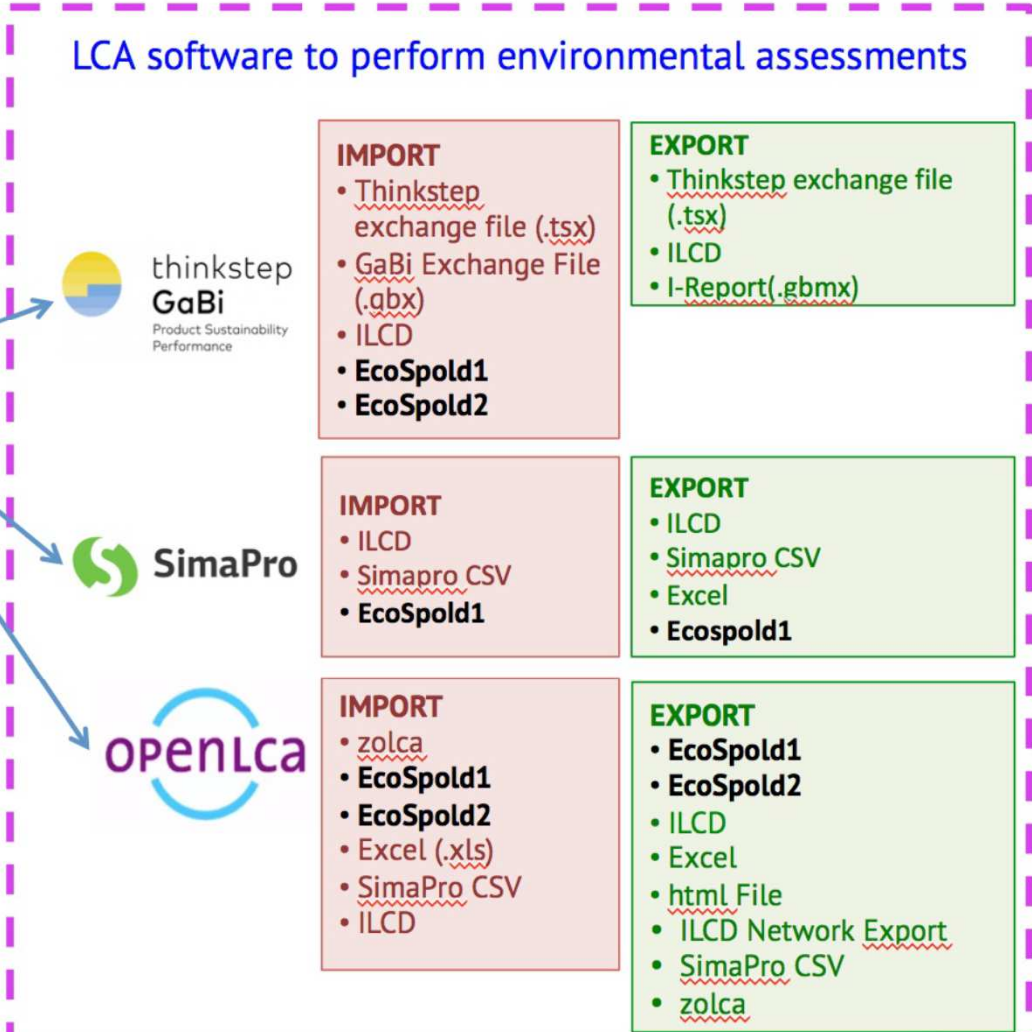 LCA software to perform environmental assessments
thinkstep
GaBi
Product Sustainability
Performance
IMPORT
• Thinkstep
exchange file (.tsx)
• GaBi Exchange File
(.gbx)
• ILCD
• EcoSpold1
• EcoSpold2
EXPORT
• Thinkstep exchange file
(.tsx)
• ILCD
• I-Report(.gbmx)
SimaPro
IMPORT
• ILCD
• Simapro CSV
• EcoSpold1
EXPORT
• ILCD
• Simapro CSV
• Excel
• Ecospold1
openLca
IMPORT
• zolca
• EcoSpold1
• EcoSpold2
• Excel (.xls)
• SimaPro CSV
• ILCD
EXPORT
• EcoSpold1
• EcoSpold2
• ILCD
• Excel
• html File
• ILCD Network Export
• SimaPro CSV
• zolca